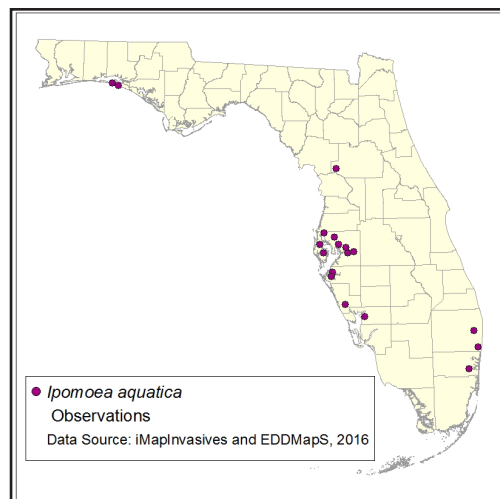 Ipomoea aquatica
Observations
Data Source: iMapInvasives and EDDMapS, 2016